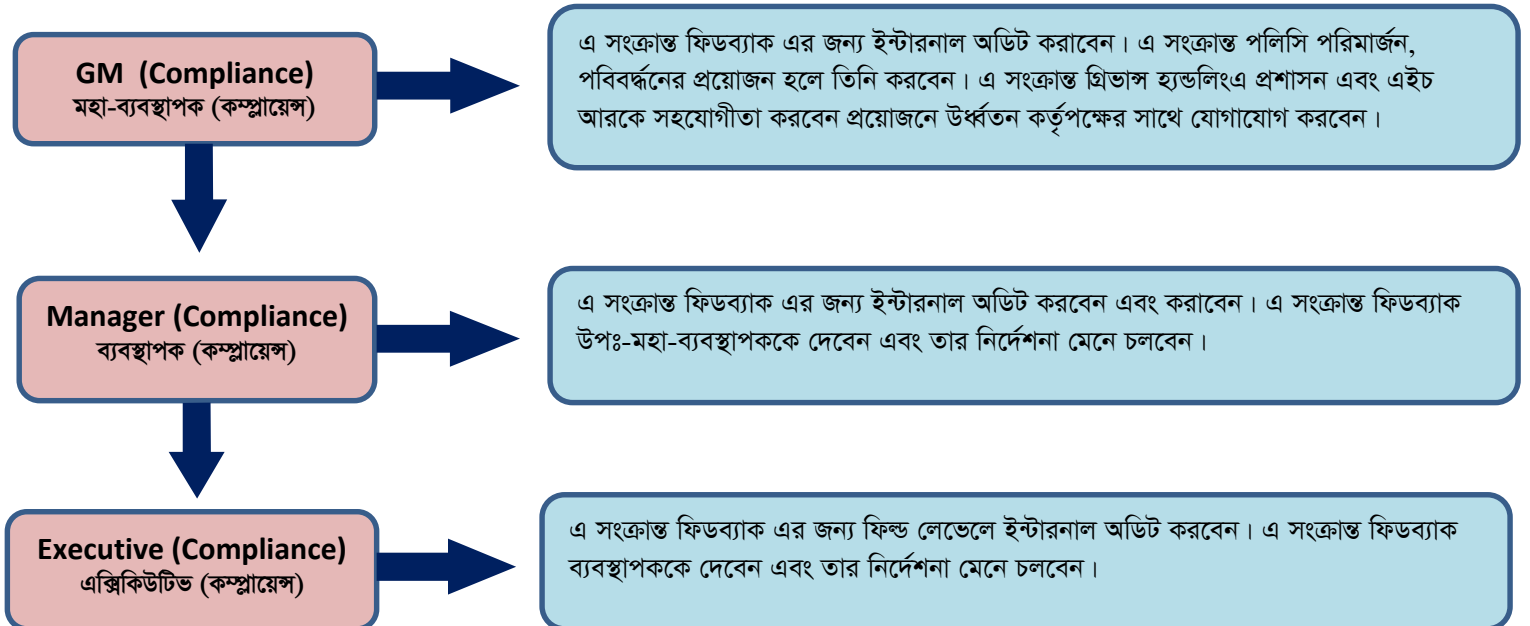 GM (Compliance)
মহা-ব্যবস্থাপক (কম্প্লায়েন্স)
এ সংক্রান্ত ফিডব্যাক এর জন্য ইন্টারনাল অডিট করাবেন। এ সংক্রান্ত পলিসি পরিমার্জন,
পবিবর্দ্ধনের প্রয়োজন হলে তিনি করবেন। এ সংক্রান্ত গ্রিভান্স হ্যন্ডলিংএ প্রশাসন এবং এইচ
আরকে সহযোগীতা করবেন প্রয়োজনে উর্ধ্বতন কর্তৃপক্ষের সাথে যোগাযোগ করবেন।
Manager (Compliance)
ব্যবস্থাপক (কম্প্লায়েন্স)
এ সংক্রান্ত ফিডব্যাক এর জন্য ইন্টারনাল অডিট করবেন এবং করাবেন। এ সংক্রান্ত ফিডব্যাক
উপঃ-মহা-ব্যবস্থাপককে দেবেন এবং তার নির্দেশনা মেনে চলবেন।
Executive (Compliance)
এক্সিকিউটিভ (কম্প্লায়েন্স)
এ সংক্রান্ত ফিডব্যাক এর জন্য ফিল্ড লেভেলে ইন্টারনাল অডিট করবেন। এ সংক্রান্ত ফিডব্যাক
ব্যবস্থাপককে দেবেন এবং তার নির্দেশনা মেনে চলবেন।